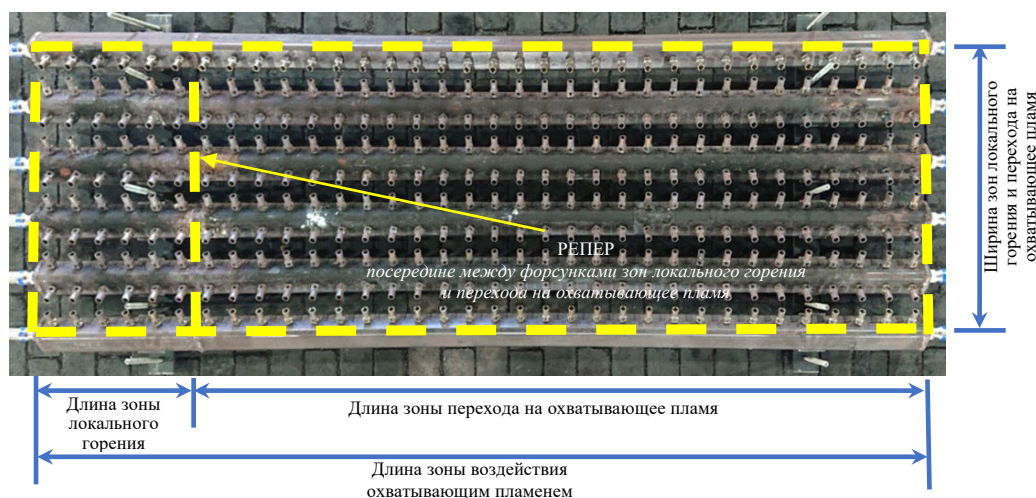 РЕПЕР
посередине между форсунками зон локального горения
и перехода на охватывающее пламя
Ширина зон локального
горения и перехода на
охватывающее пламя
Длина зоны
локального
горения
Длина зоны перехода на охватывающее пламя
Длина зоны воздействия
охватывающим пламенем